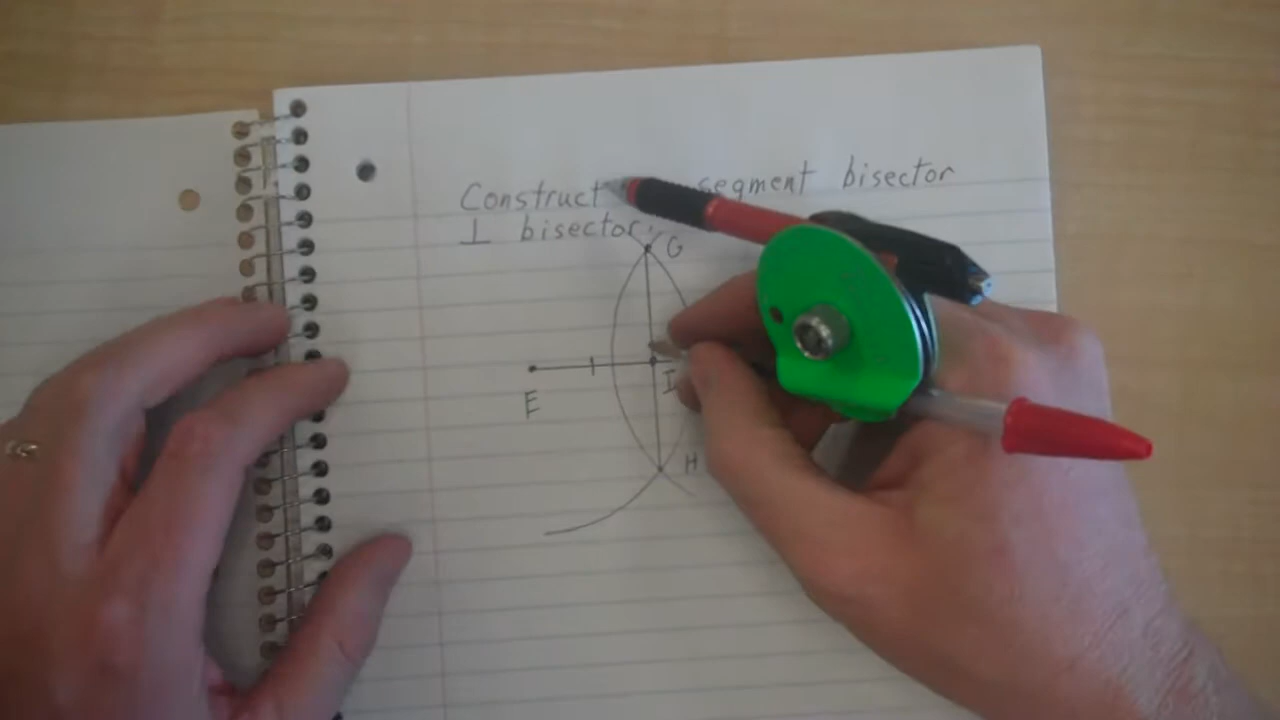 Construct segment bisector
⊥ bisector.
G
E
I
H